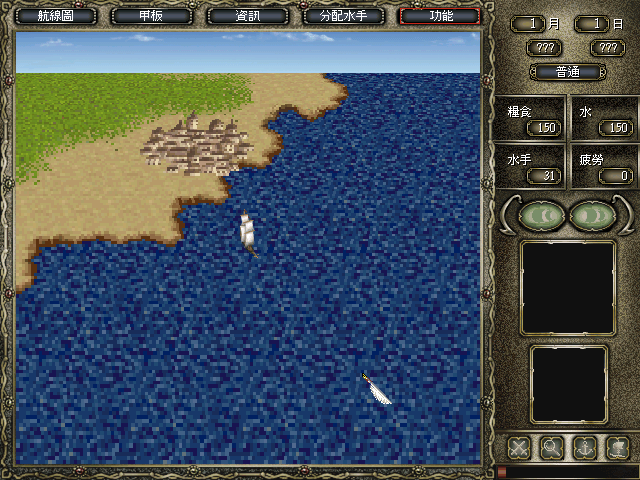 航線圖 甲板 資訊 分配水手 功能
1 月 1 日
??? ???
普通
糧食 150 水 150
水手 31 疲勞 0